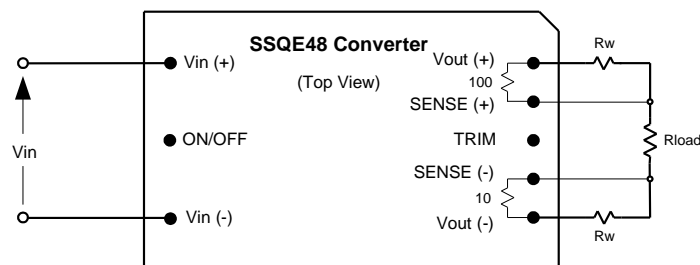 SSQE48 Converter
(Top View)
Vin (+)
Vout (+)
Rw
100
SENSE (+)
Vin
ON/OFF
TRIM
Rload
SENSE (-)
10
Vin (-)
Vout (-)
Rw